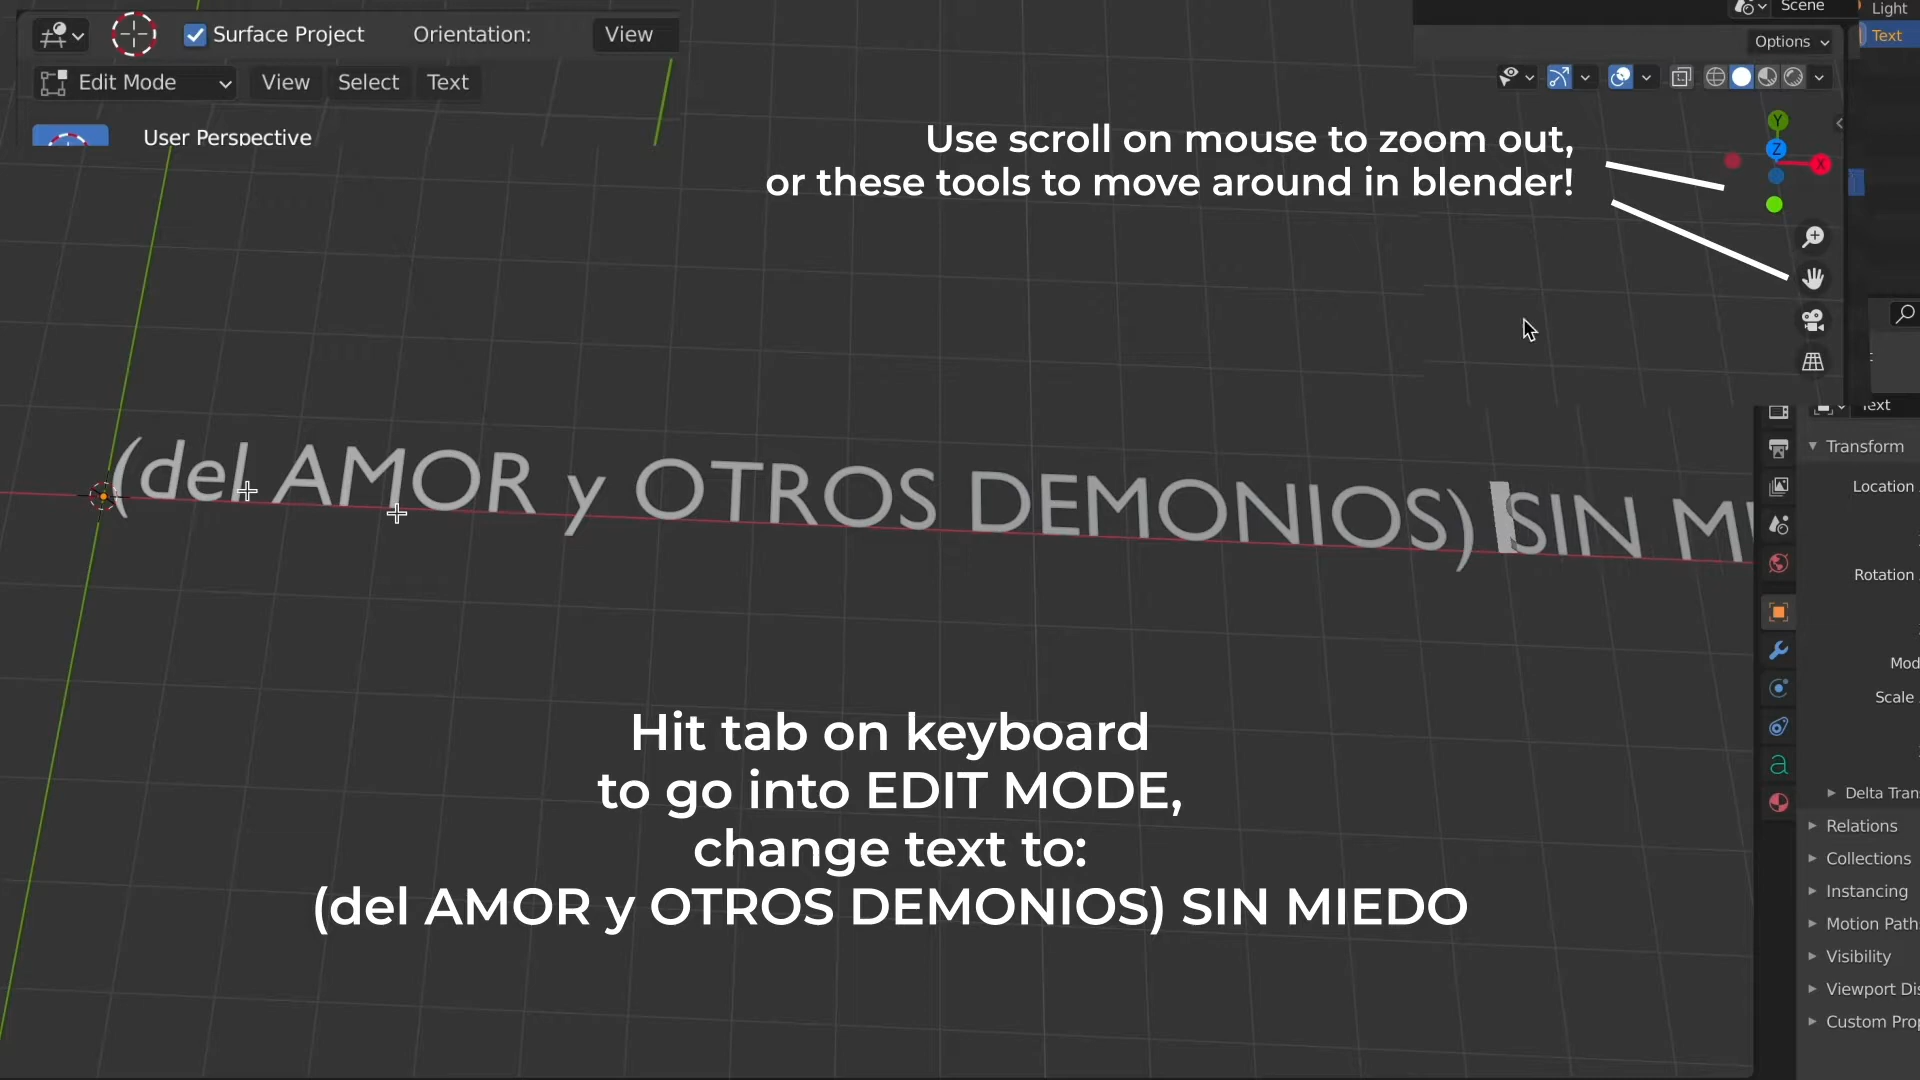 Surface Project Orientation: View
Edit Mode View Select Text
User Perspective
Scene
Light
Options
Text
Use scroll on mouse to zoom out,
or these tools to move around in blender!
Y
Z
X
(del AMOR y OTROS DEMONIOS) SIN MI
Transform
Location
Rotation
Mod
Scale
a
Delta Tran
Relations
Collections
Instancing
Motion Path
Visibility
Viewport Dis
Custom Prop
Hit tab on keyboard
to go into EDIT MODE,
change text to:
(del AMOR y OTROS DEMONIOS) SIN MIEDO